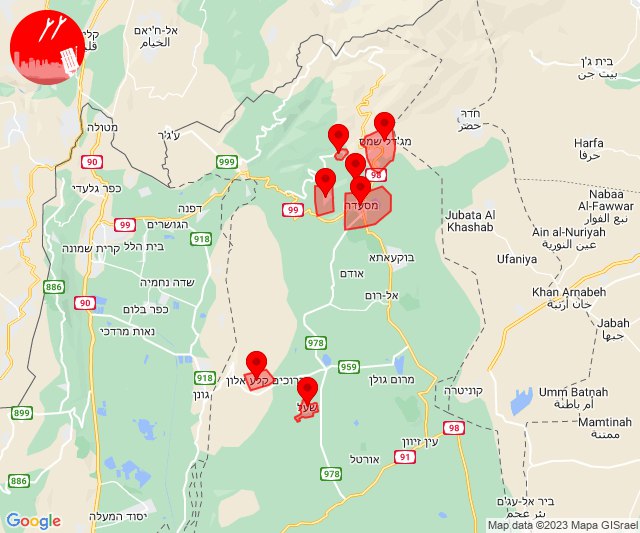 אל-ח'יאם
الخيام
קלי
قل
בית ג'ן
بيت جن
מטולה
ע'ג'ר
חדר
حضر
מג'דל שמס
Harfa
حرفا
90
999
98
כפר גלעדי
Nabaa
Al-Fawwar
نبع الفوار
דפנה
99
מסעדה
Jubata Al
Khashab
99
הגושרים
918
Ain al-Nuriyah
عين النورية
קרית שמונה
בית הלל
בוקעאתא
Ufaniya
אודם
886
שדה נחמיה
אל-רום
Khan Arnabeh
خان أرنبة
90
כפר בלום
נאות מרדכי
Jabah
جبها
978
959
918
קלע אלון
מרום גולן
קוניטרה
גונן
Umm Batnah
أم باطنة
899
שעל
Mamtinah
ممتنة
98
עין זיוון
91
אורטל
978
886
יסוד המעלה
ביר אל-עג'ם
بئر عجم
Google
Map data ©2023 Mapa GISrael